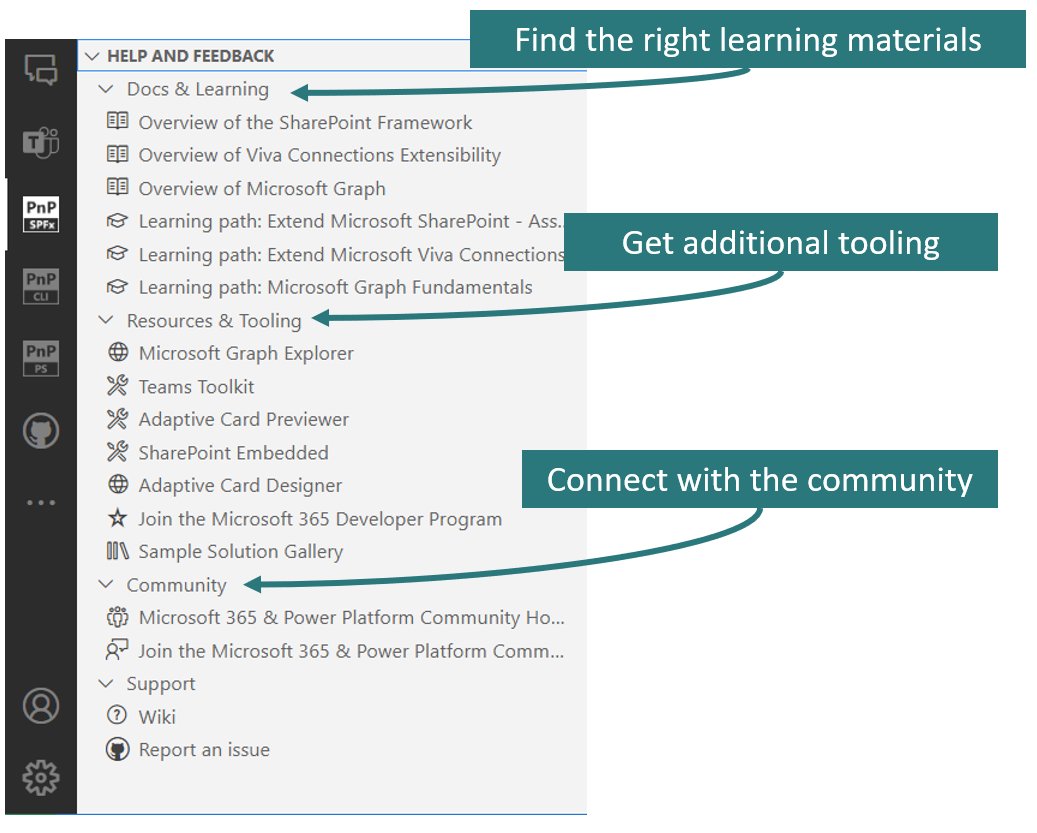 Find the right learning materials
HELP AND FEEDBACK
Docs & Learning
Overview of the SharePoint Framework
Overview of Viva Connections Extensibility
Overview of Microsoft Graph
Learning path: Extend Microsoft SharePoint - Ass...
Get additional tooling
Learning path: Extend Microsoft Viva Connections
Learning path: Microsoft Graph Fundamentals
Resources & Tooling
Microsoft Graph Explorer
Teams Toolkit
Adaptive Card Previewer
SharePoint Embedded
Connect with the community
Adaptive Card Designer
Join the Microsoft 365 Developer Program
Sample Solution Gallery
Community
Microsoft 365 & Power Platform Community Ho...
Join the Microsoft 365 & Power Platform Comm...
Support
Wiki
Report an issue
T
PnP
SPFx
PnP
CLI
PnP
PS